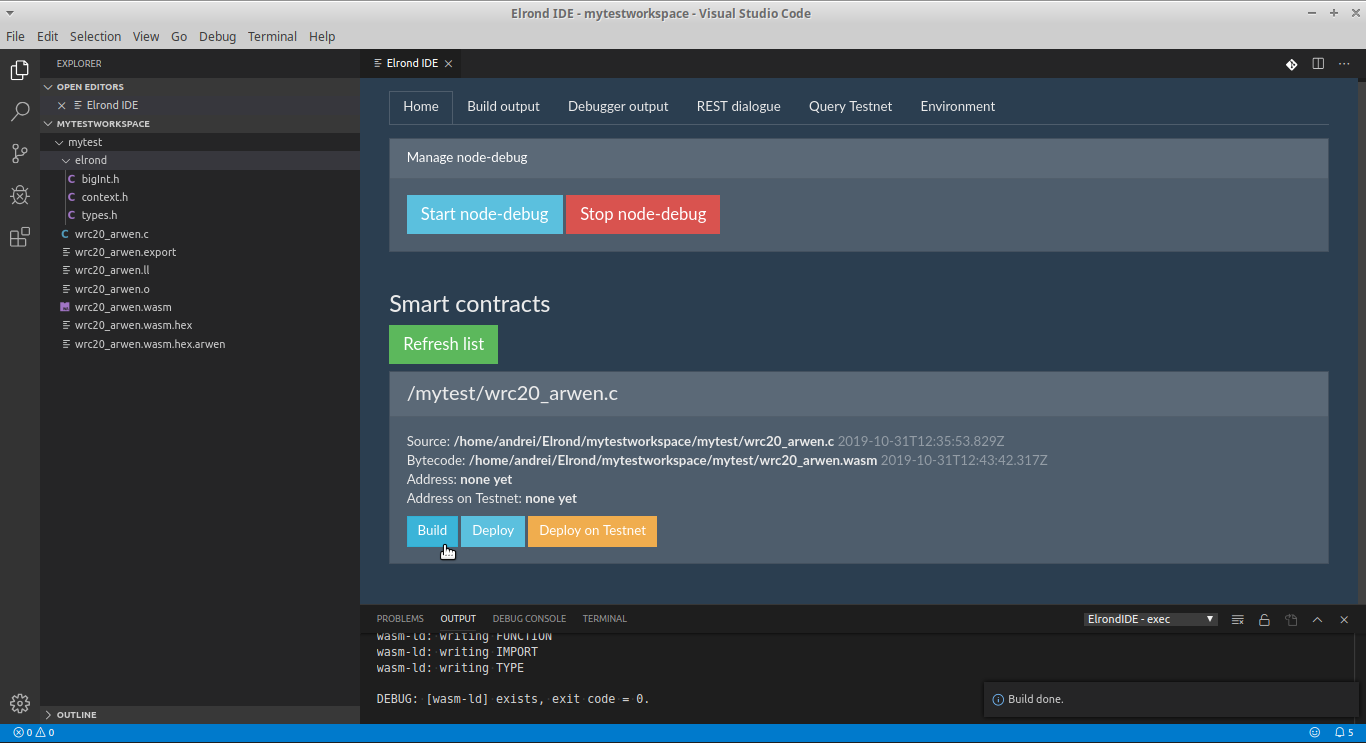 Elrond IDE - mytestworkspace - Visual Studio Code
File Edit Selection View Go Debug Terminal Help
EXPLORER
OPEN EDITORS
Elrond IDE
MYTESTWORKSPACE
mytest
elrond
C bigInt.h
C context.h
C types.h
C wrc20_arwen.c
wrc20_arwen.export
wrc20_arwen.ll
wrc20_arwen.o
wrc20_arwen.wasm
wrc20_arwen.wasm.hex
wrc20_arwen.wasm.hex.arwen
OUTLINE
Elrond IDE
Home Build output Debugger output REST dialogue Query Testnet Environment
Manage node-debug
Start node-debug Stop node-debug
Smart contracts
Refresh list
/mytest/wrc20_arwen.c
Source: /home/andrei/Elrond/mytestworkspace/mytest/wrc20_arwen.c 2019-10-31T12:35:53.829Z
Bytecode: /home/andrei/Elrond/mytestworkspace/mytest/wrc20_arwen.wasm 2019-10-31T12:43:42.317Z
Address: none yet
Address on Testnet: none yet
Build Deploy Deploy on Testnet
PROBLEMS OUTPUT DEBUG CONSOLE TERMINAL ElrondIDE - exec
wasm-ld: writing FUNCTION
wasm-ld: writing IMPORT
wasm-ld: writing TYPE
DEBUG: [wasm-ld] exists, exit code = 0.
Build done.
0 0 5